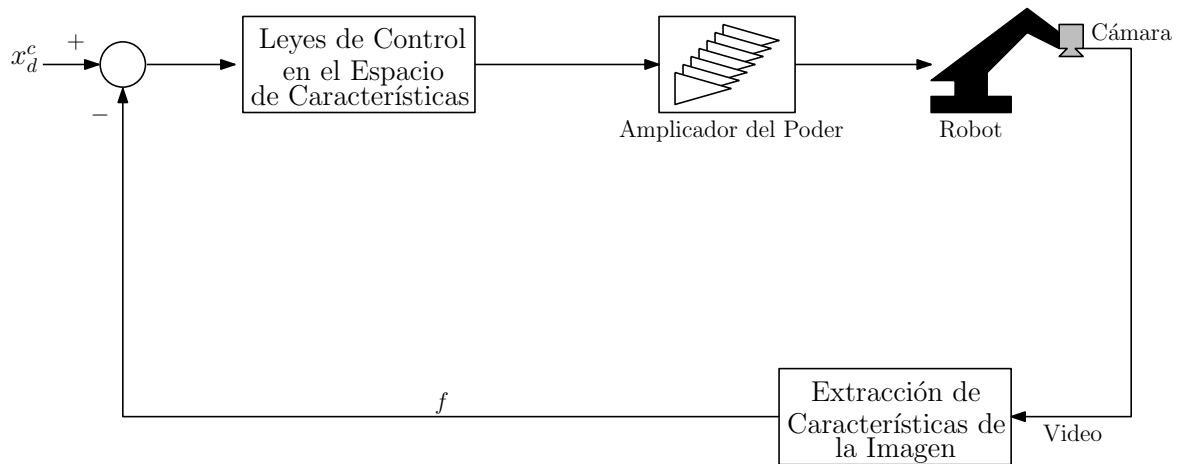 x_d^c
+
−
Leyes de Control
en el Espacio
de Características
Amplicador del Poder
Robot
Cámara
Video
Extracción de
Características de
la Imagen
f